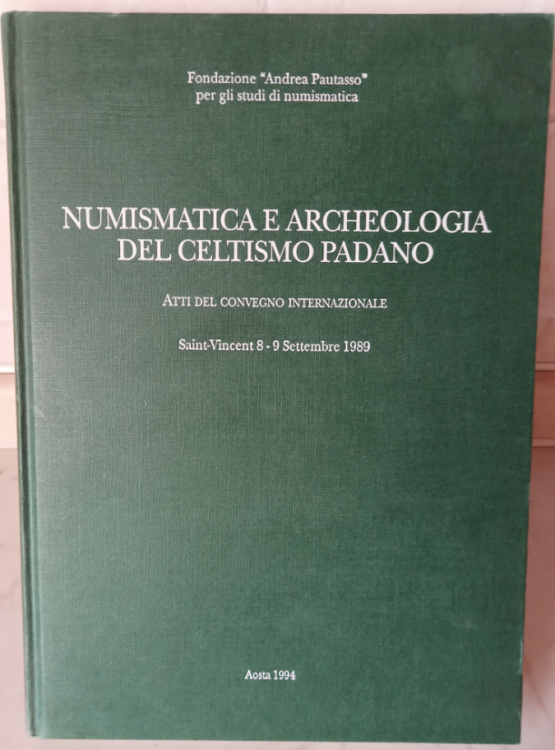 Fondazione “Andrea Pautasso”
per gli studi di numismatica
NUMISMATICA E ARCHEOLOGIA
DEL CELTISMO PADANO
ATTI DEL CONVEGNO INTERNAZIONALE
Saint-Vincent 8 - 9 Settembre 1989
Aosta 1994